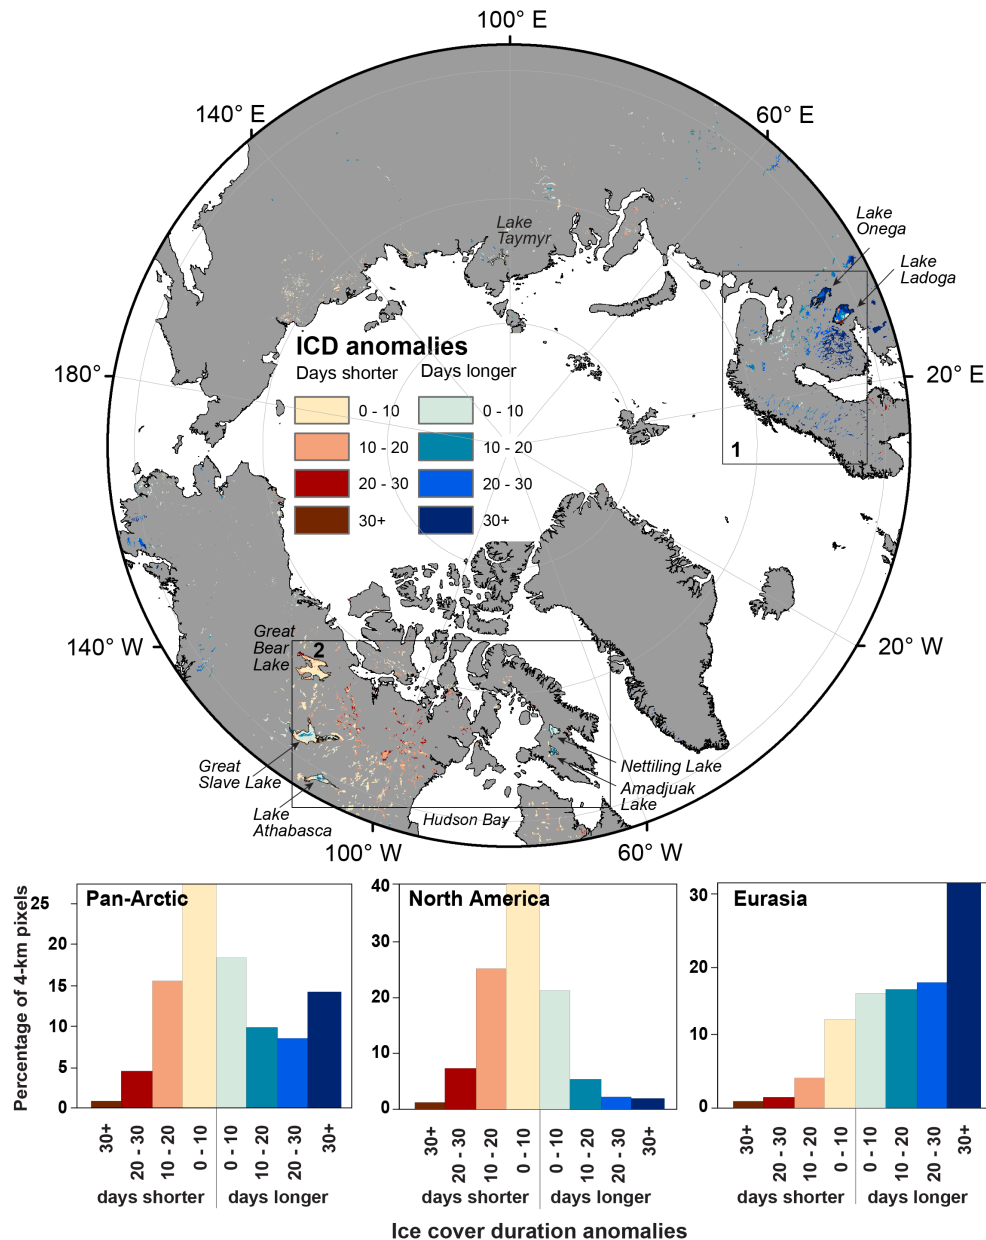 100° E
140° E
60° E
Lake
Onega
Lake
Taymyr
Lake
Ladoga
ICD anomalies
Days shorter
Days longer
0 - 10
0 - 10
10 - 20
10 - 20
20 - 30
20 - 30
30+
30+
180°
20° E
1
140° W
20° W
Great
Bear
Lake
2
Great
Slave Lake
Nettiling Lake
Amadjuak
Lake
Lake
Athabasca
Hudson Bay
100° W
60° W
Percentage of 4-km pixels
Pan-Arctic
25
20
15
10
5
0
30+
20 - 30
10 - 20
0 - 10
0 - 10
10 - 20
20 - 30
30+
days shorter
days longer
North America
40
30
20
10
0
30+
20 - 30
10 - 20
0 - 10
0 - 10
10 - 20
20 - 30
30+
days shorter
days longer
Eurasia
30
20
10
0
30+
20 - 30
10 - 20
0 - 10
0 - 10
10 - 20
20 - 30
30+
days shorter
days longer
Ice cover duration anomalies